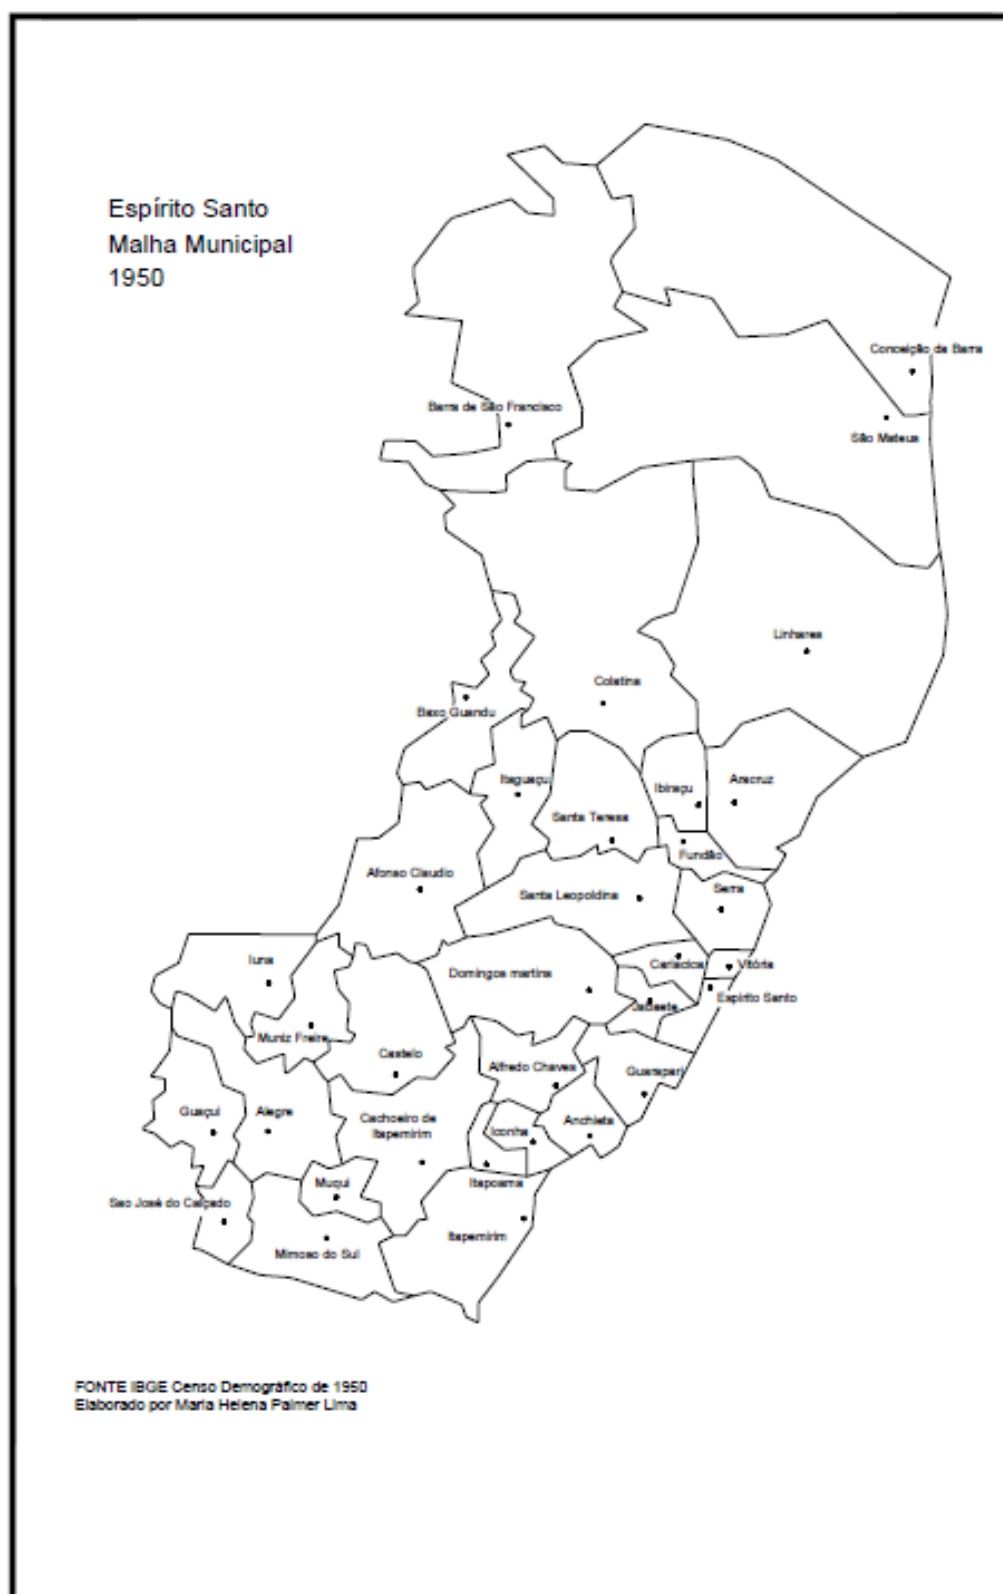 Espírito Santo
Malha Municipal
1950
Conceição da Barra
Barra de São Francisco
São Mateus
Linhares
Colatina
Baxo Guandu
Itaguaçu
Ibiraçu
Aracruz
Santa Teresa
Fundão
Afonso Claudio
Santa Leopoldina
Serra
Iuna
Domingos martins
Cariacica
Vitória
Espírito Santo
Muniz Freire
Castelo
Alfredo Chaves
Guarapari
Guaçuí
Alegre
Cachoeiro de
Itapemirim
Iconha
Anchieta
Muqui
Itapoama
Sao José do Calçado
Itapemirim
Mimoso do Sul
FONTE IBGE Censo Demográfico de 1950
Elaborado por Maria Helena Palmer Lima